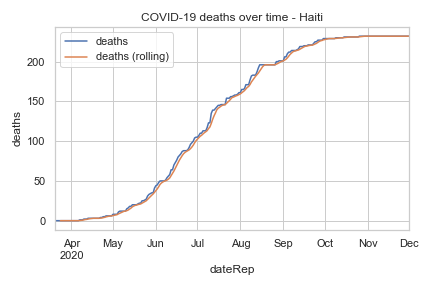 COVID-19 deaths over time - Haiti
deaths
deaths (rolling)
200
150
100
50
0
deaths
Apr May Jun Jul Aug Sep Oct Nov Dec
2020
dateRep